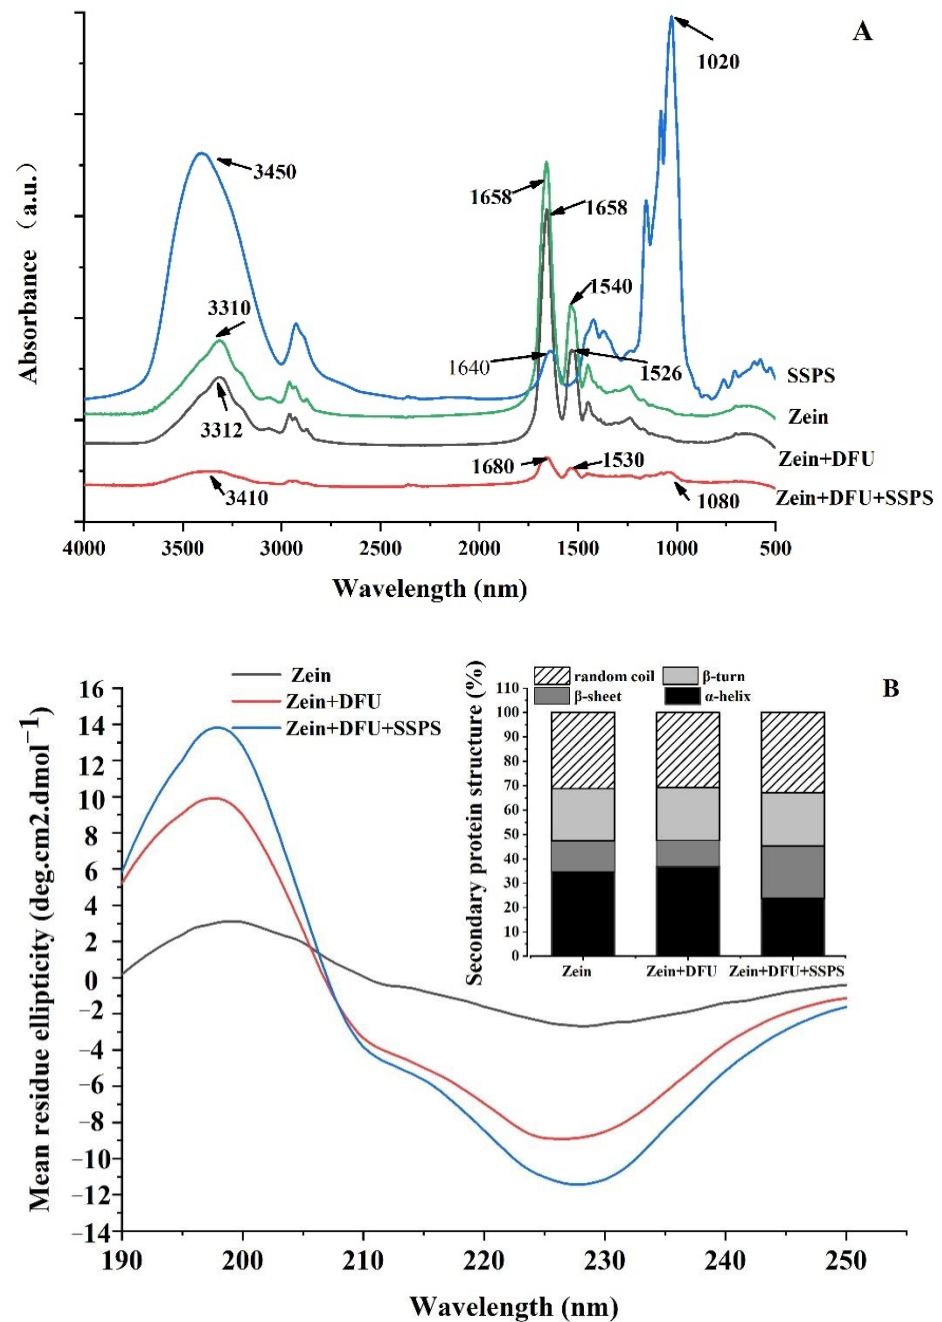 A
1020
3450
1658
1658
3310
1540
1640
1526
SSPS
Zein
3312
Zein+DFU
1680
1530
3410
1080
Zein+DFU+SSPS
Absorbance （a.u.）
4000 3500 3000 2500 2000 1500 1000 500
Wavelength (nm)
B
Zein
Zein+DFU
Zein+DFU+SSPS
random coil
β-turn
β-sheet
α-helix
Secondary protein structure (%)
110
100
90
80
70
60
50
40
30
20
10
0
Zein Zein+DFU Zein+DFU+SSPS
Mean residue ellipticity (deg.cm2.dmol−1)
16
14
12
10
8
6
4
2
0
−2
−4
−6
−8
−10
−12
−14
190 200 210 220 230 240 250
Wavelength (nm)